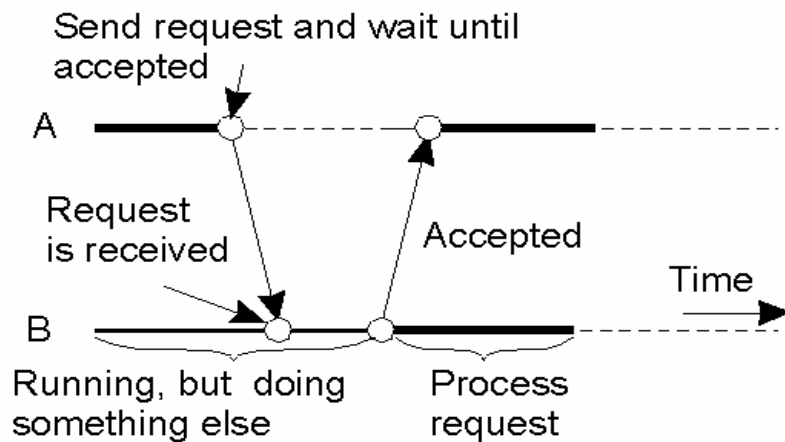 Send request and wait until
accepted
A
Request
is received
Accepted
Time
B
Running, but doing
something else
Process
request